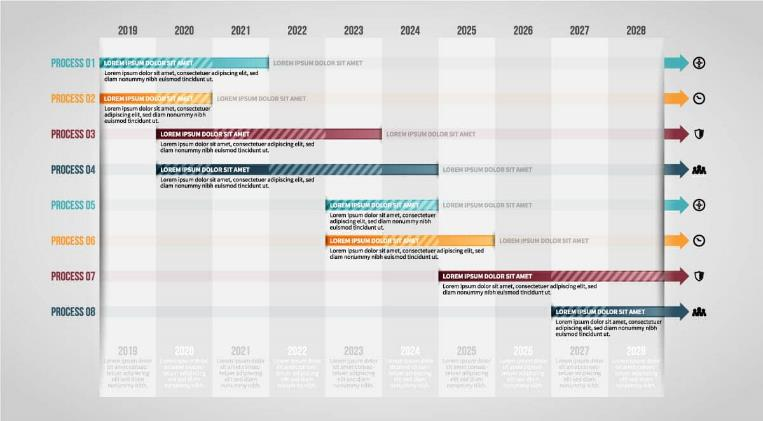 2019 2020 2021 2022 2023 2024 2025 2026 2027 2028
PROCESS 01 LOREM IPSUM DOLOR SIT AMET LOREM IPSUM DOLOR SIT AMET
Lorem ipsum dolor sit amet, consectetuer adipiscing elit, sed
diam nonummy nibh euismod tincidunt ut.
PROCESS 02 LOREM IPSUM DOLOR SIT AMET LOREM IPSUM DOLOR SIT AMET
Lorem ipsum dolor sit amet, consectetuer
adipiscing elit, sed diam nonummy nibh
euismod tincidunt ut.
PROCESS 03 LOREM IPSUM DOLOR SIT AMET LOREM IPSUM DOLOR SIT AMET
Lorem ipsum dolor sit amet, consectetuer adipiscing elit, sed
diam nonummy nibh euismod tincidunt ut.
PROCESS 04 LOREM IPSUM DOLOR SIT AMET LOREM IPSUM DOLOR SIT AMET
Lorem ipsum dolor sit amet, consectetuer adipiscing elit, sed diam
nonummy nibh euismod tincidunt ut.
PROCESS 05 LOREM IPSUM DOLOR SIT AMET LOREM IPSUM DOLOR SIT AMET
Lorem ipsum dolor sit amet, consectetuer
adipiscing elit, sed diam nonummy nibh
euismod tincidunt ut.
PROCESS 06 LOREM IPSUM DOLOR SIT AMET LOREM IPSUM DOLOR SIT AMET
Lorem ipsum dolor sit amet, consectetuer adipiscing elit, sed
diam nonummy nibh euismod tincidunt ut.
PROCESS 07 LOREM IPSUM DOLOR SIT AMET
Lorem ipsum dolor sit amet, consectetuer adipiscing elit, sed
diam nonummy nibh euismod tincidunt ut.
PROCESS 08 LOREM IPSUM DOLOR SIT AMET
Lorem ipsum dolor sit amet, consectetuer
adipiscing elit, sed diam nonummy nibh
euismod tincidunt ut.
2019 2020 2021 2022 2023 2024 2025 2026 2027 2028